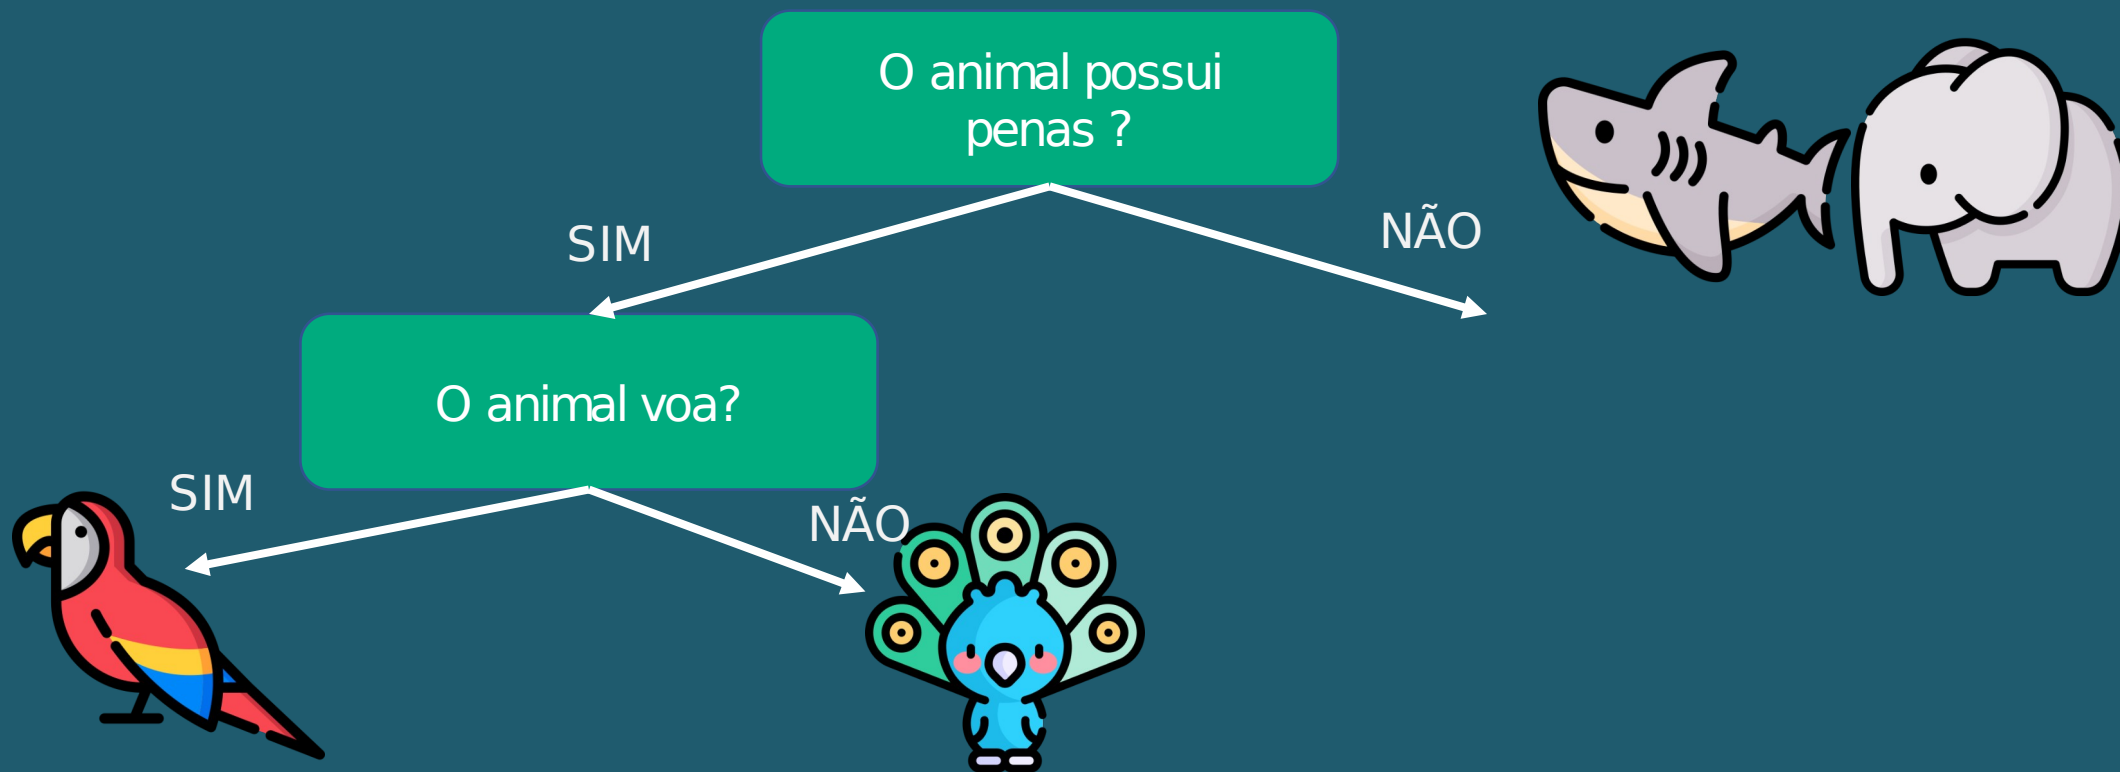 O animal possui
penas ?
SIM
NÃO
O animal voa?
SIM
NÃO